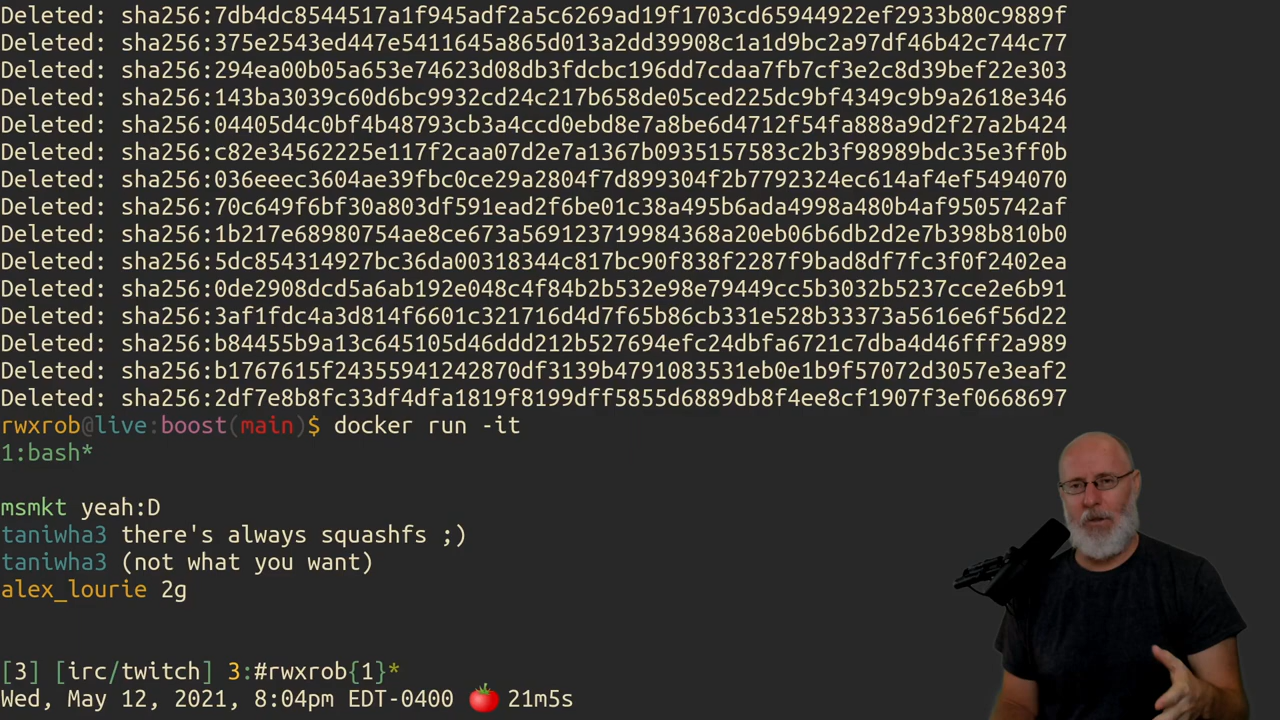 Deleted: sha256:7db4dc8544517a1f945adf2a5c6269ad19f1703cd65944922ef2933b80c9889f
Deleted: sha256:375e2543ed447e5411645a865d013a2dd39908c1a1d9bc2a97df46b42c744c77
Deleted: sha256:294ea00b05a653e74623d08db3fdcbc196dd7cdaa7fb7cf3e2c8d39bef22e303
Deleted: sha256:143ba3039c60d6bc9932cd24c217b658de05ced225dc9bf4349c9b9a2618e346
Deleted: sha256:04405d4c0bf4b48793cb3a4ccd0ebd8e7a8be6d4712f54fa888a9d2f27a2b424
Deleted: sha256:c82e34562225e117f2caa07d2e7a1367b0935157583c2b3f98989bdc35e3ff0b
Deleted: sha256:036eeec3604ae39fbc0ce29a2804f7d899304f2b7792324ec614af4ef5494070
Deleted: sha256:70c649f6bf30a803df591ead2f6be01c38a495b6ada4998a480b4af9505742af
Deleted: sha256:1b217e68980754ae8ce673a569123719984368a20eb06b6db2d2e7b398b810b0
Deleted: sha256:5dc854314927bc36da00318344c817bc90f838f2287f9bad8df7fc3f0f2402ea
Deleted: sha256:0de2908dcd5a6ab192e048c4f84b2b532e98e79449cc5b3032b5237cce2e6b91
Deleted: sha256:3af1fdc4a3d814f6601c321716d4d7f65b86cb331e528b33373a5616e6f56d22
Deleted: sha256:b84455b9a13c645105d46ddd212b527694efc24dbfa6721c7dba4d46fff2a989
Deleted: sha256:b1767615f24355941242870df3139b4791083531eb0e1b9f57072d3057e3eaf2
Deleted: sha256:2df7e8b8fc33df4dfa1819f8199dff5855d6889db8f4ee8cf1907f3ef0668697
rwxrob@live:boost(main)$ docker run -it
1:bash*
msmkt yeah:D
taniwha3 there's always squashfs ;)
taniwha3 (not what you want)
alex_lourie 2g
[3] [irc/twitch] 3:#rwxrob{1}*
Wed, May 12, 2021, 8:04pm EDT-0400 🍅 21m5s